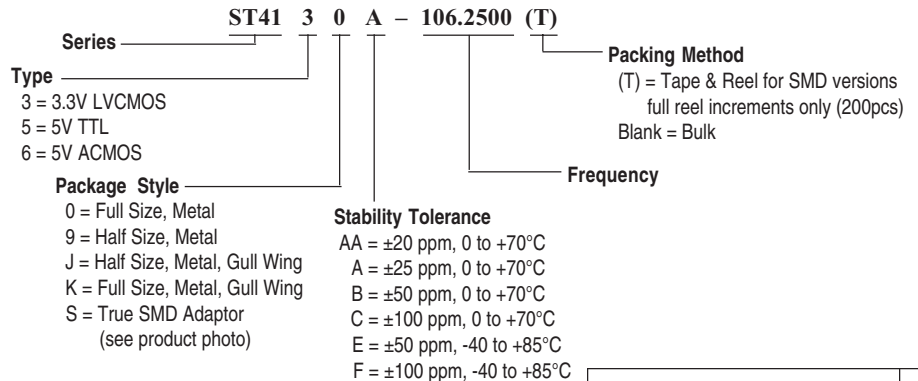 ST41 3 0 A – 106.2500 (T)
Series
Packing Method
(T) = Tape & Reel for SMD versions
full reel increments only (200pcs)
Blank = Bulk
Type
3 = 3.3V LVCMOS
5 = 5V TTL
6 = 5V ACMOS
Frequency
Package Style
0 = Full Size, Metal
9 = Half Size, Metal
J = Half Size, Metal, Gull Wing
K = Full Size, Metal, Gull Wing
S = True SMD Adaptor
(see product photo)
Stability Tolerance
AA = ±20 ppm, 0 to +70°C
A = ±25 ppm, 0 to +70°C
B = ±50 ppm, 0 to +70°C
C = ±100 ppm, 0 to +70°C
E = ±50 ppm, -40 to +85°C
F = ±100 ppm, -40 to +85°C